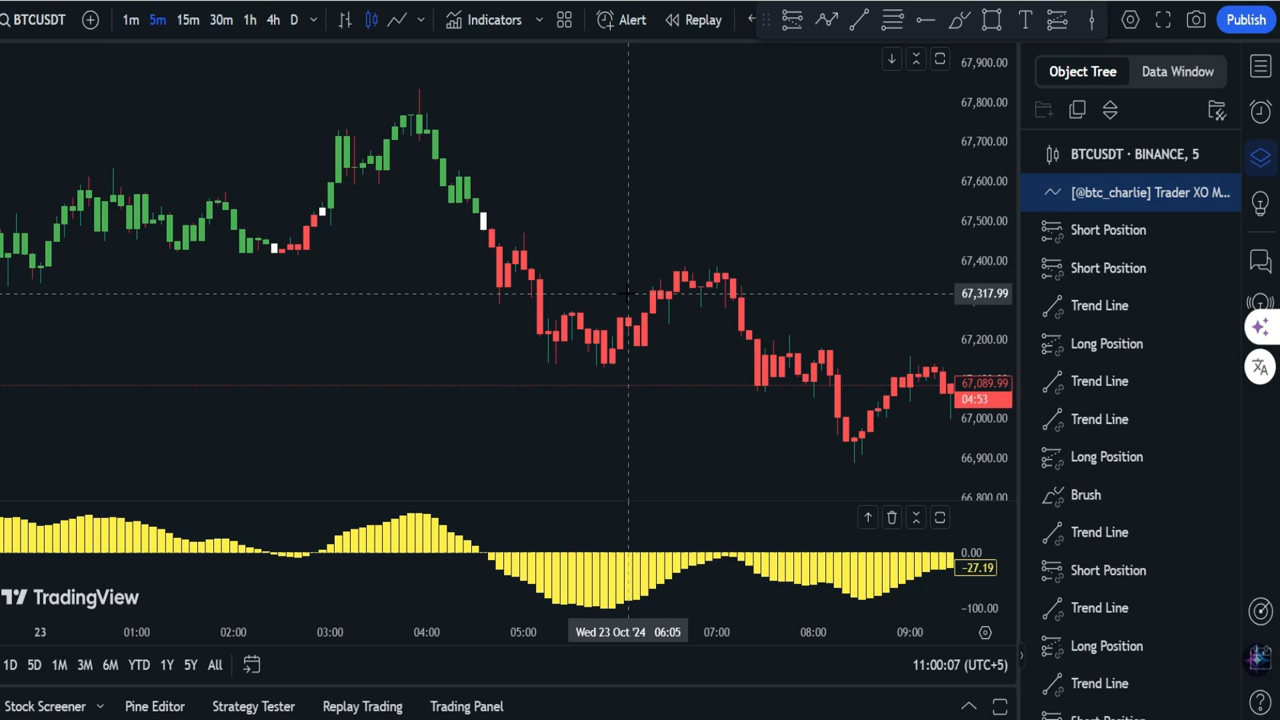 BTCUSDT 1m 5m 15m 30m 1h 4h D Indicators Alert Replay Publish
67,900.00
67,800.00
67,700.00
67,600.00
67,500.00
67,400.00
67,317.99
67,200.00
67,089.99
04:53
67,000.00
66,900.00
66,800.00
0.00
−27.19
−100.00
TradingView
23 01:00 02:00 03:00 04:00 05:00 Wed 23 Oct '24 06:05 07:00 08:00 09:00
1D 5D 1M 3M 6M YTD 1Y 5Y All 11:00:07 (UTC+5)
Stock Screener Pine Editor Strategy Tester Replay Trading Trading Panel
Object Tree Data Window
BTCUSDT · BINANCE, 5
[@btc_charlie] Trader XO M...
Short Position
Short Position
Trend Line
Long Position
Trend Line
Trend Line
Long Position
Brush
Trend Line
Short Position
Trend Line
Long Position
Trend Line